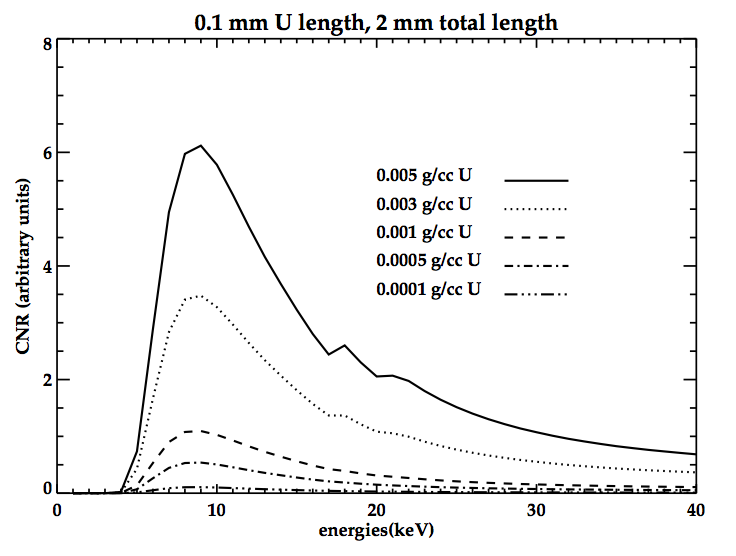 0.1 mm U length, 2 mm total length
8
6
4
2
0
CNR (arbitrary units)
0.005 g/cc U
0.003 g/cc U
0.001 g/cc U
0.0005 g/cc U
0.0001 g/cc U
0 10 20 30 40
energies(keV)